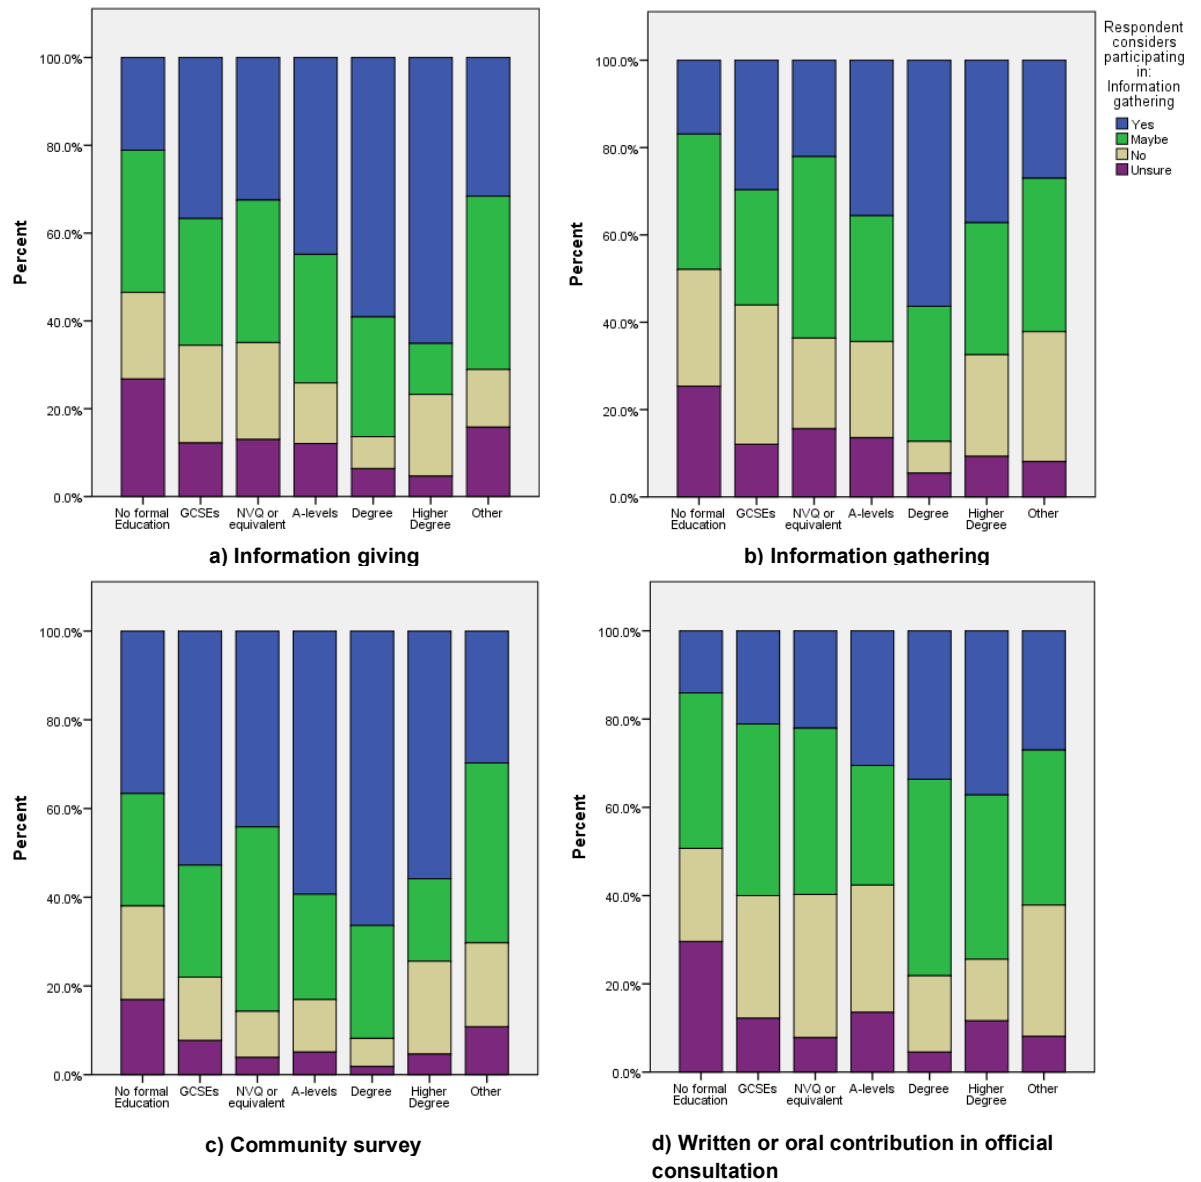 100.0%
80.0%
60.0%
40.0%
20.0%
0.0%
Percent
No formal Education
GCSEs
NVQ or equivalent
A-levels
Degree
Higher Degree
Other
a) Information giving
100.0%
80.0%
60.0%
40.0%
20.0%
0.0%
Percent
No formal Education
GCSEs
NVQ or equivalent
A-levels
Degree
Higher Degree
Other
b) Information gathering
Respondent
considers
participating
in:
Information
gathering
Yes
Maybe
No
Unsure
100.0%
80.0%
60.0%
40.0%
20.0%
0.0%
Percent
No formal Education
GCSEs
NVQ or equivalent
A-levels
Degree
Higher Degree
Other
c) Community survey
100.0%
80.0%
60.0%
40.0%
20.0%
0.0%
Percent
No formal Education
GCSEs
NVQ or equivalent
A-levels
Degree
Higher Degree
Other
d) Written or oral contribution in official
consultation